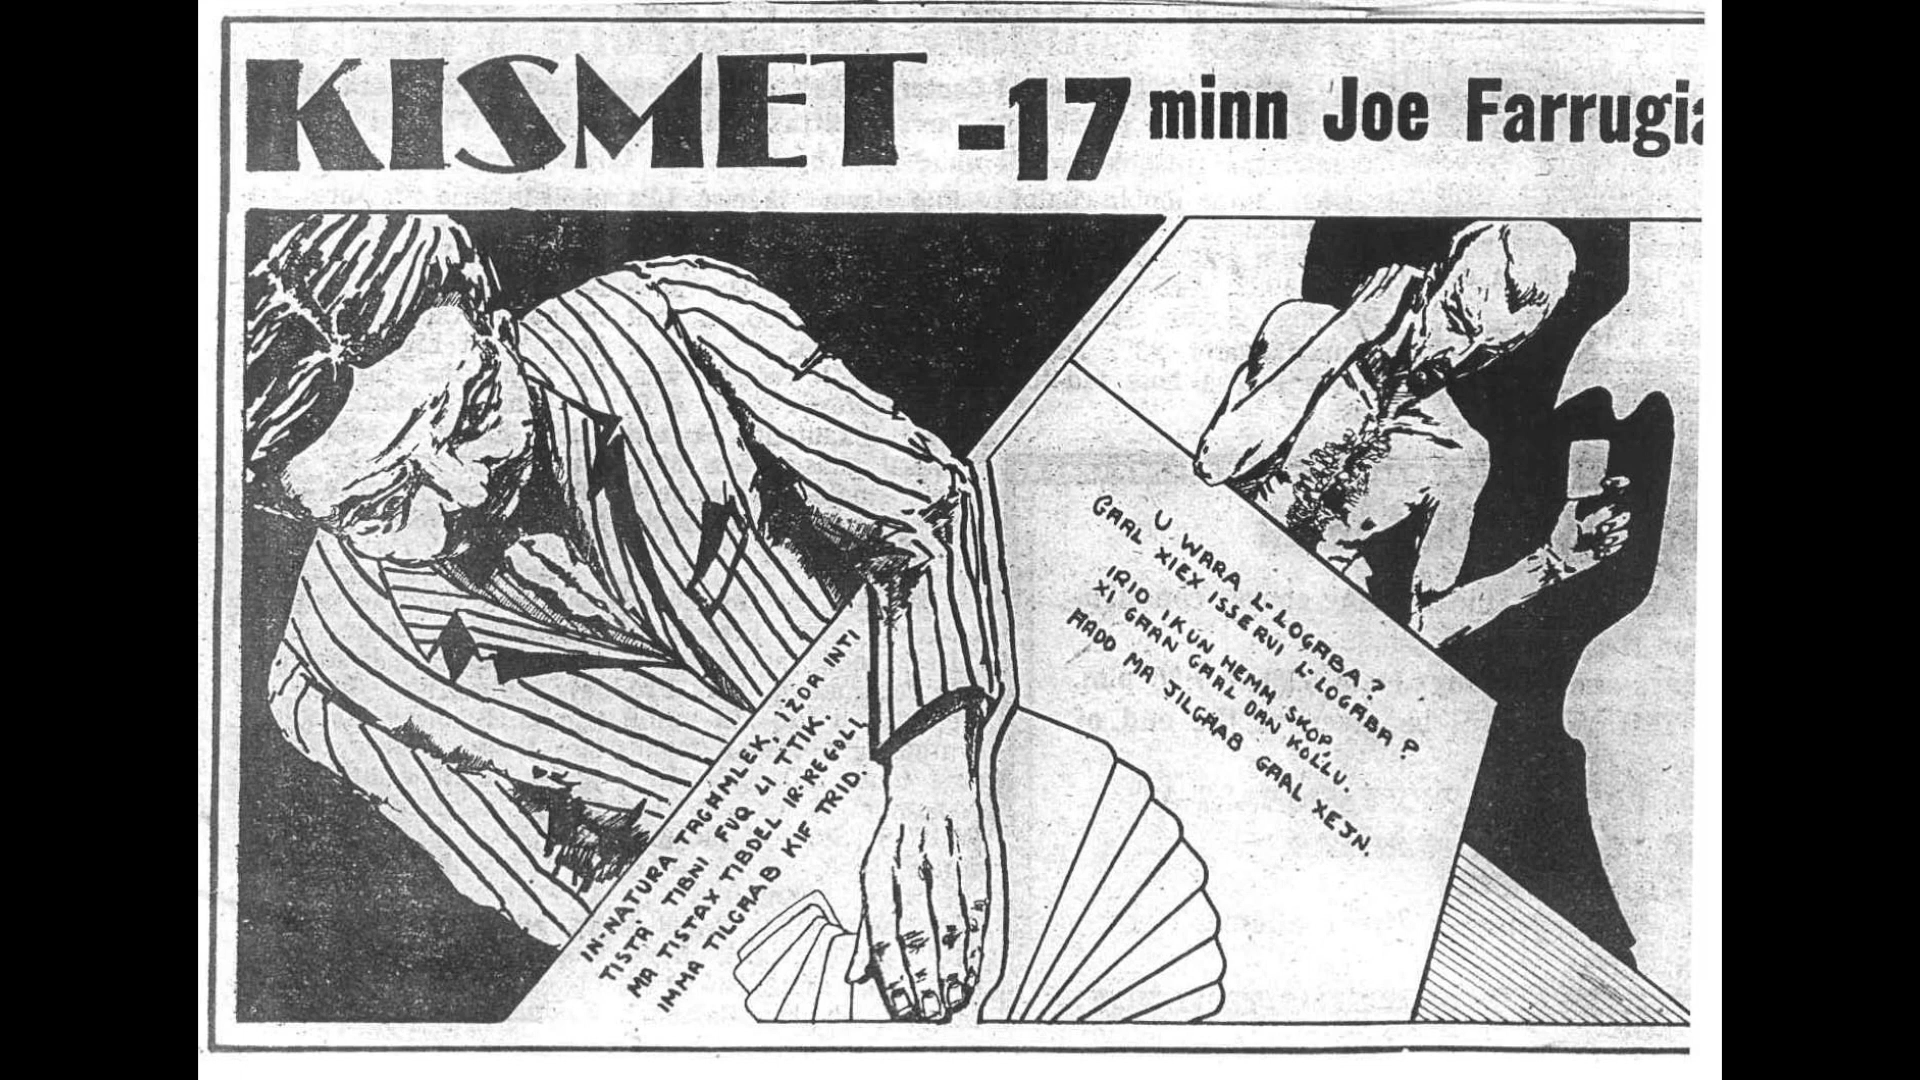 KISMET -17 minn Joe Farrugia
IN-NATURA TAGĦMLEK, IŻDA INTI
TISTA' TIBNI FUQ LI TTIK.
MA TISTAX TIBDEL IR-REGOLI
IMMA TILGĦAB KIF TRID.
U WARA L-LOGĦBA?
GĦAL XIEX ISSERVI L-LOGĦBA?
IRID IKUN HEMM SKOP,
XI GĦAN GĦAL DAN KOLLU.
ĦADD MA JILGĦAB GĦAL XEJN.